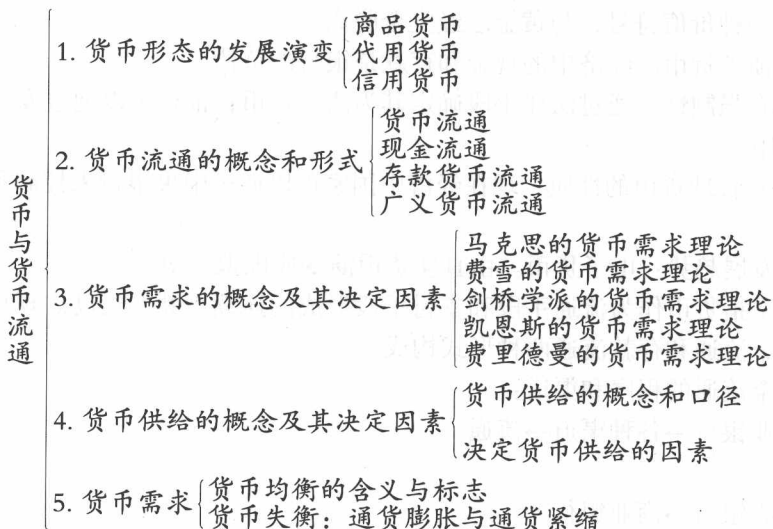 货币与货币流通
1. 货币形态的发展演变
商品货币
代用货币
信用货币
2. 货币流通的概念和形式
货币流通
现金流通
存款货币流通
广义货币流通
3. 货币需求的概念及其决定因素
马克思的货币需求理论
费雪的货币需求理论
剑桥学派的货币需求理论
凯恩斯的货币需求理论
费里德曼的货币需求理论
4. 货币供给的概念及其决定因素
货币供给的概念和口径
决定货币供给的因素
5. 货币需求
货币均衡的含义与标志
货币失衡：通货膨胀与通货紧缩